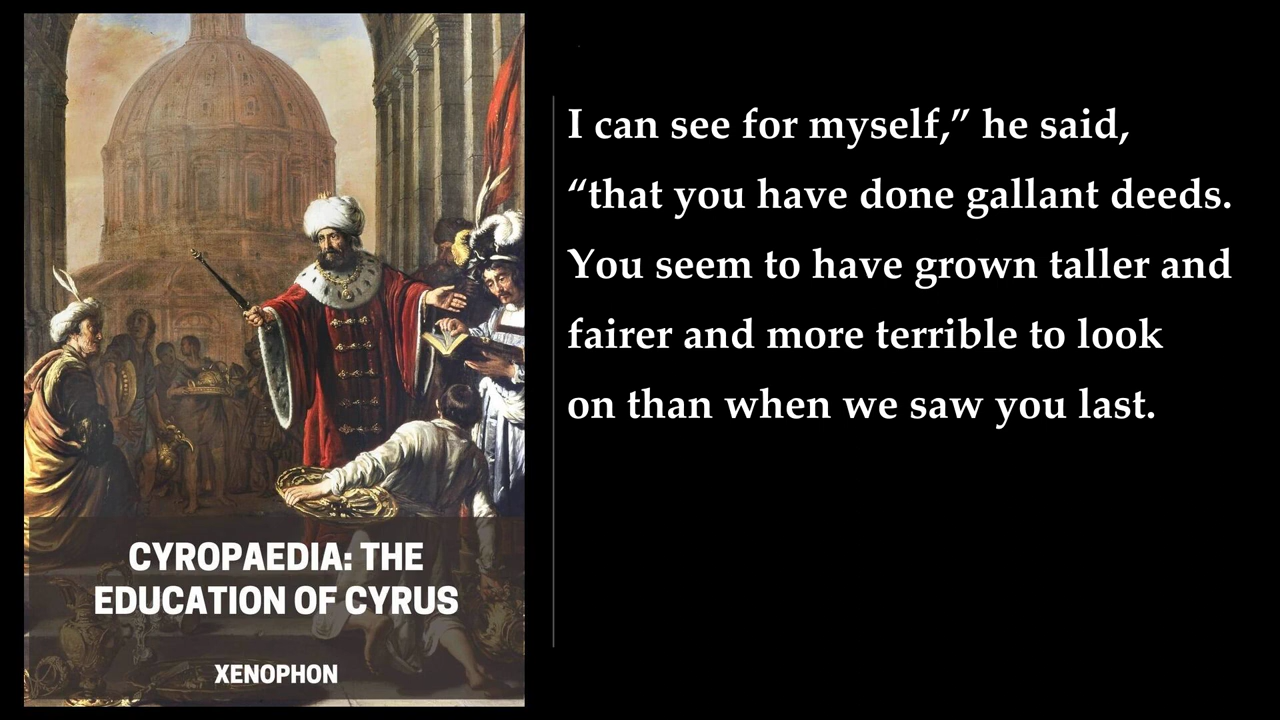 I can see for myself,” he said,
“that you have done gallant deeds.
You seem to have grown taller and
fairer and more terrible to look
on than when we saw you last.
CYROPAEDIA: THE
EDUCATION OF CYRUS
XENOPHON